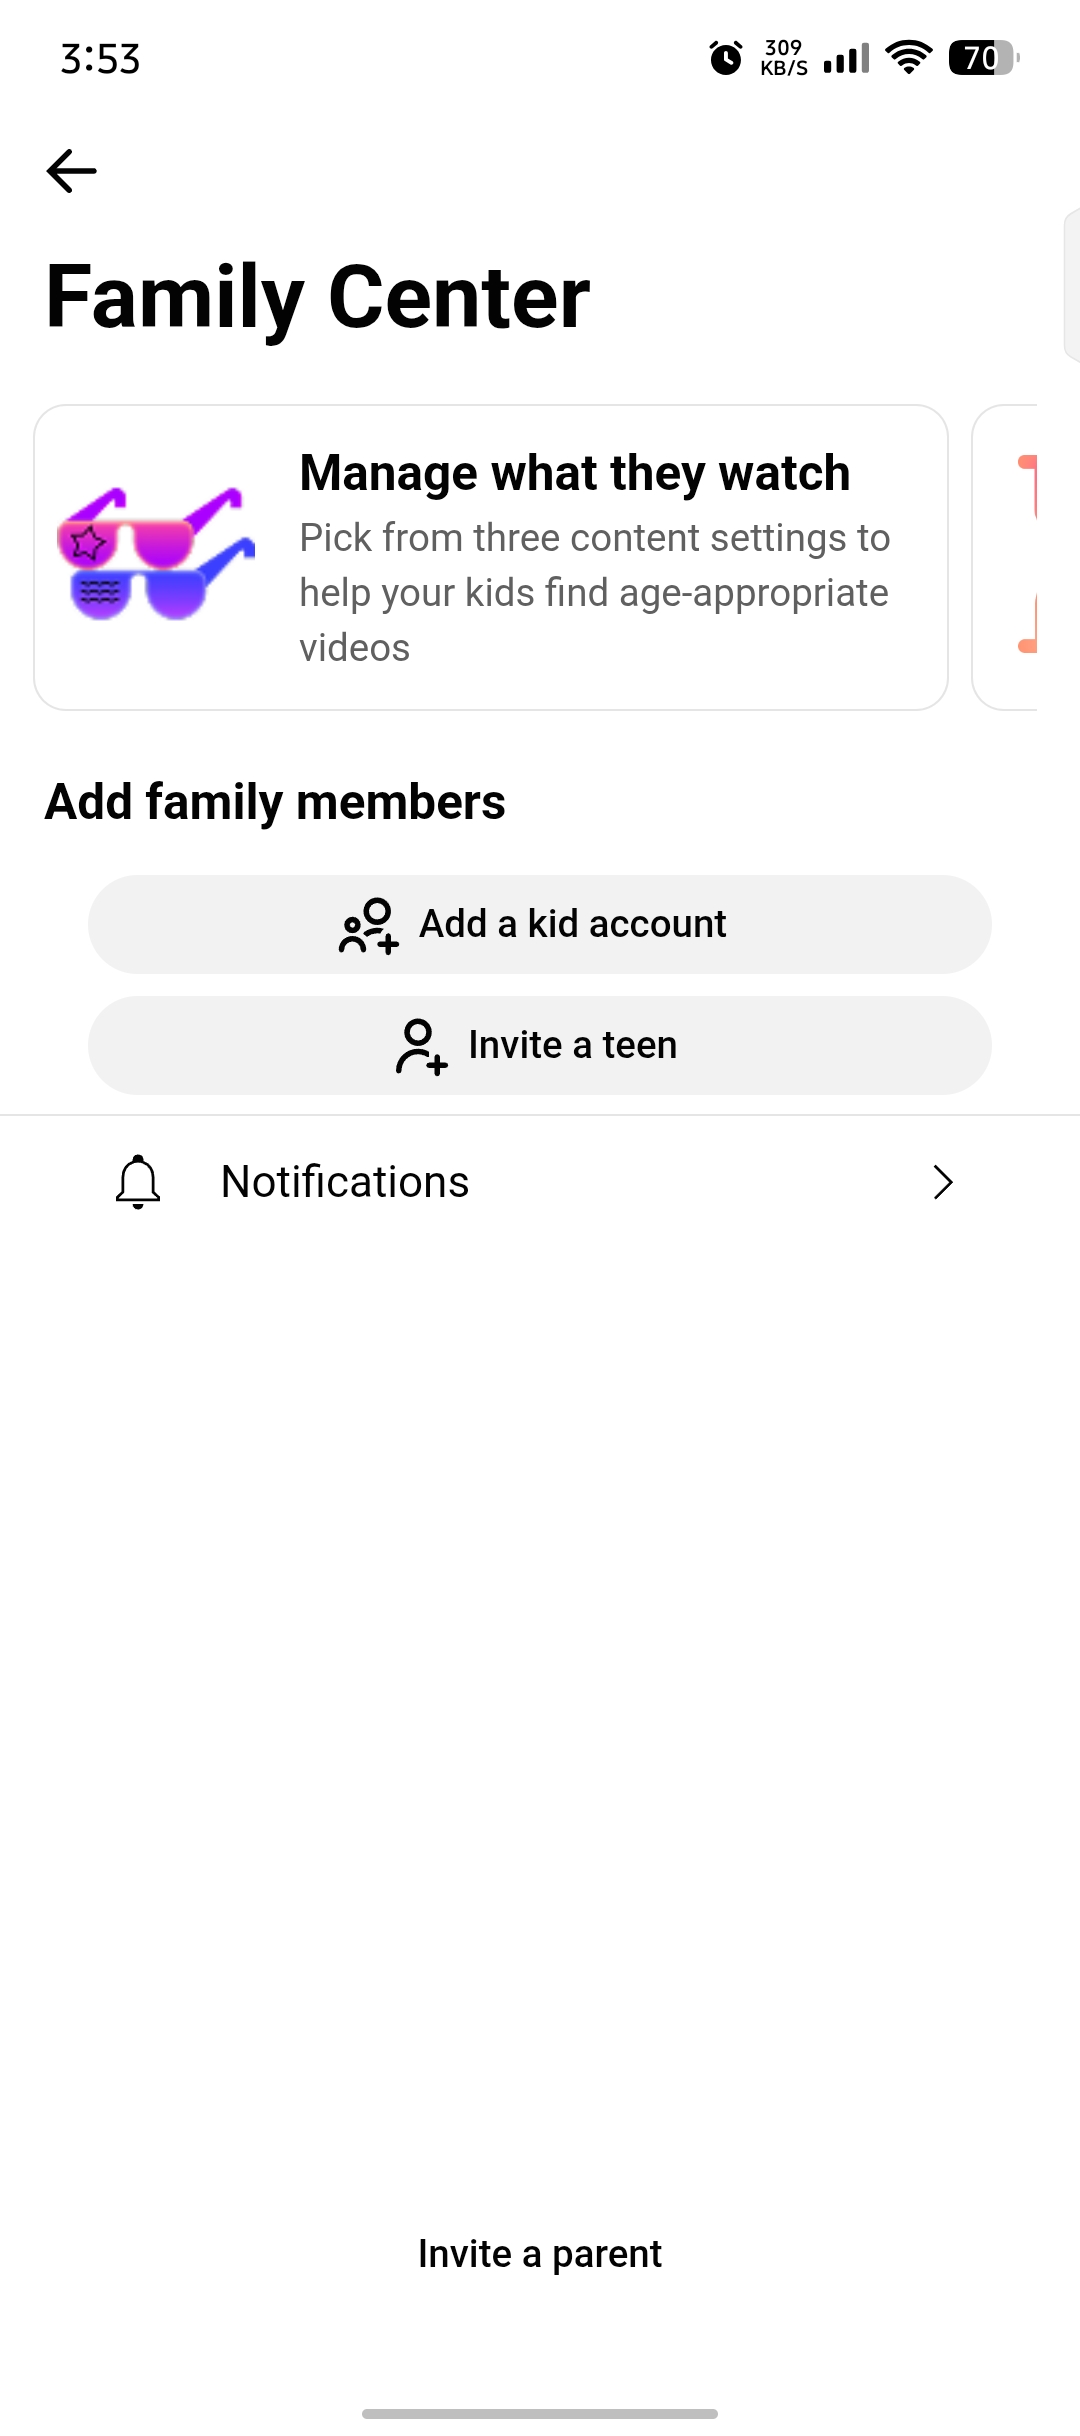 3:53
309
KB/S
70
Family Center
Manage what they watch
Pick from three content settings to
help your kids find age-appropriate
videos
Add family members
Add a kid account
Invite a teen
Notifications
Invite a parent